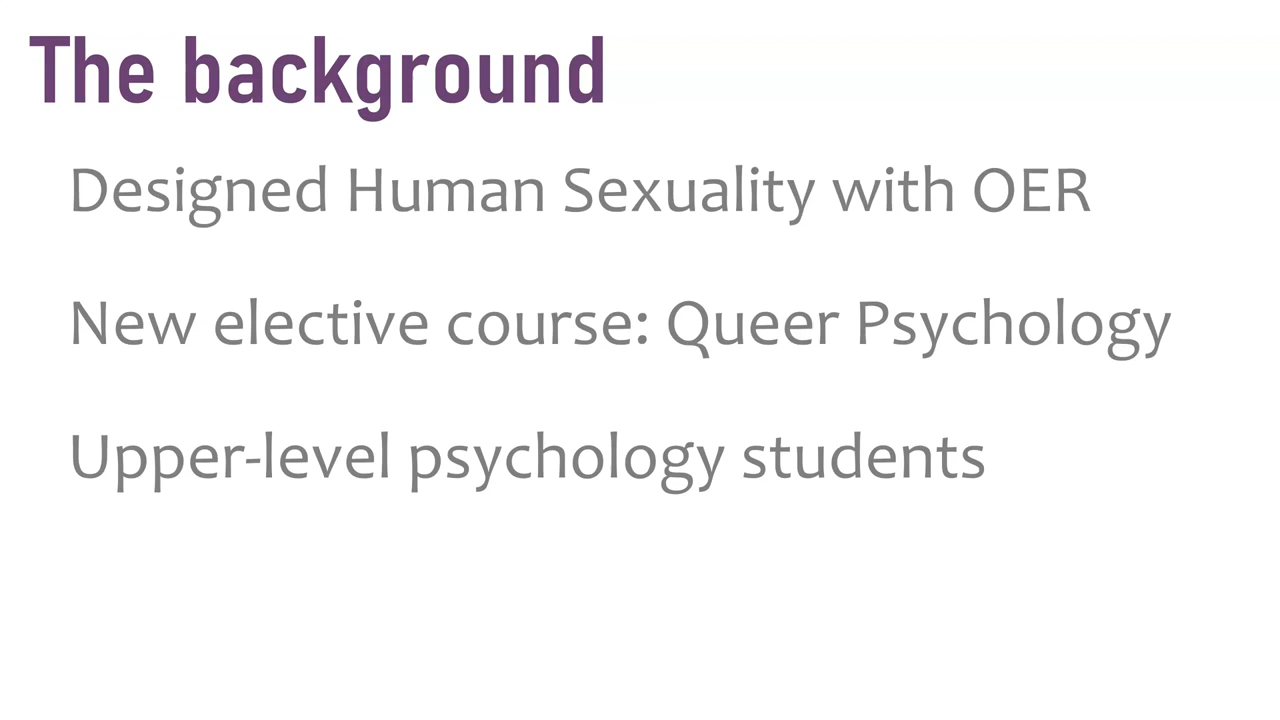 The background
Designed Human Sexuality with OER
New elective course: Queer Psychology
Upper-level psychology students